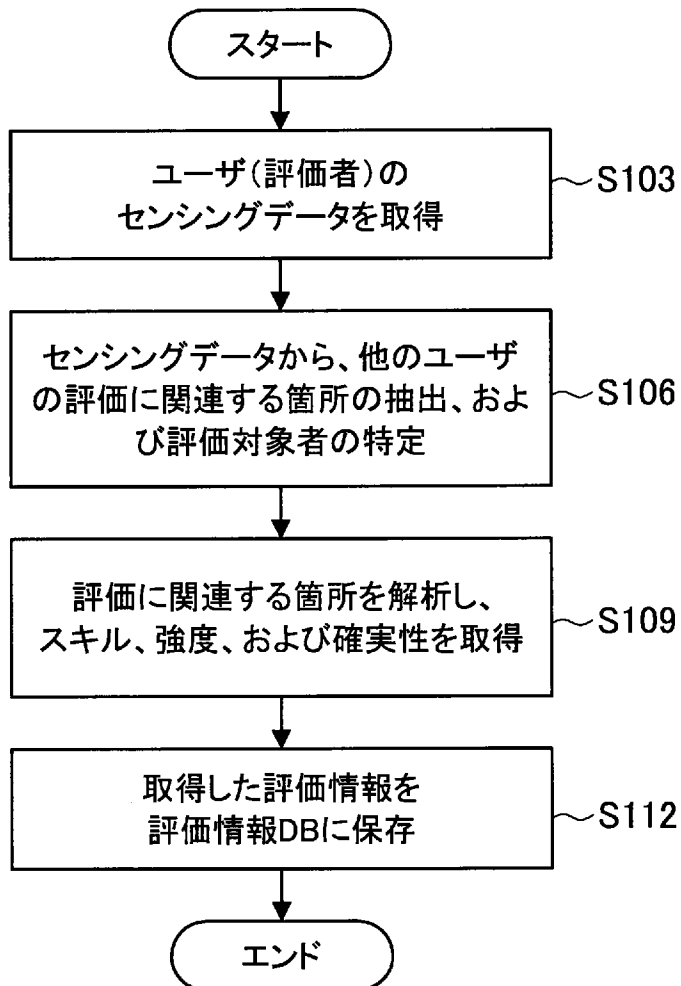 スタート
ユーザ(評価者)の
センシングデータを取得
S103
センシングデータから、他のユーザ
の評価に関連する箇所の抽出、およ
び評価対象者の特定
S106
評価に関連する箇所を解析し、
スキル、強度、および確実性を取得
S109
取得した評価情報を
評価情報DBに保存
S112
エンド